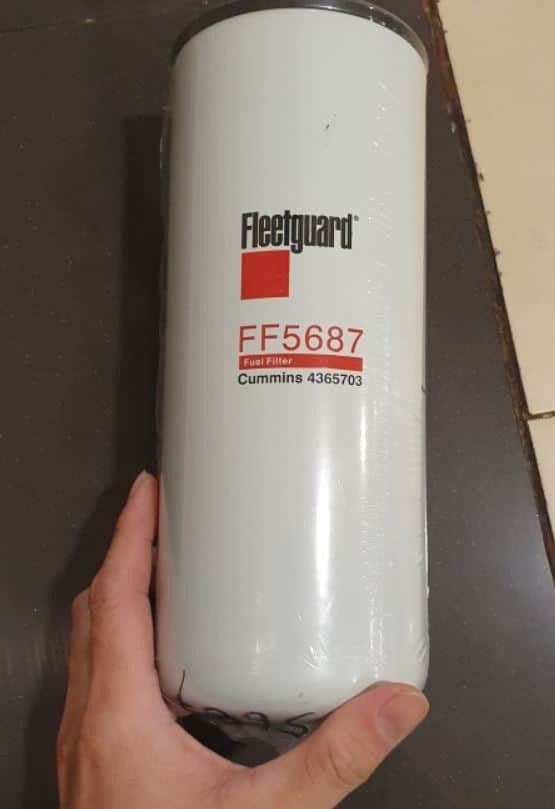 Fleetguard®
FF5687
Fuel Filter
Cummins 4365703